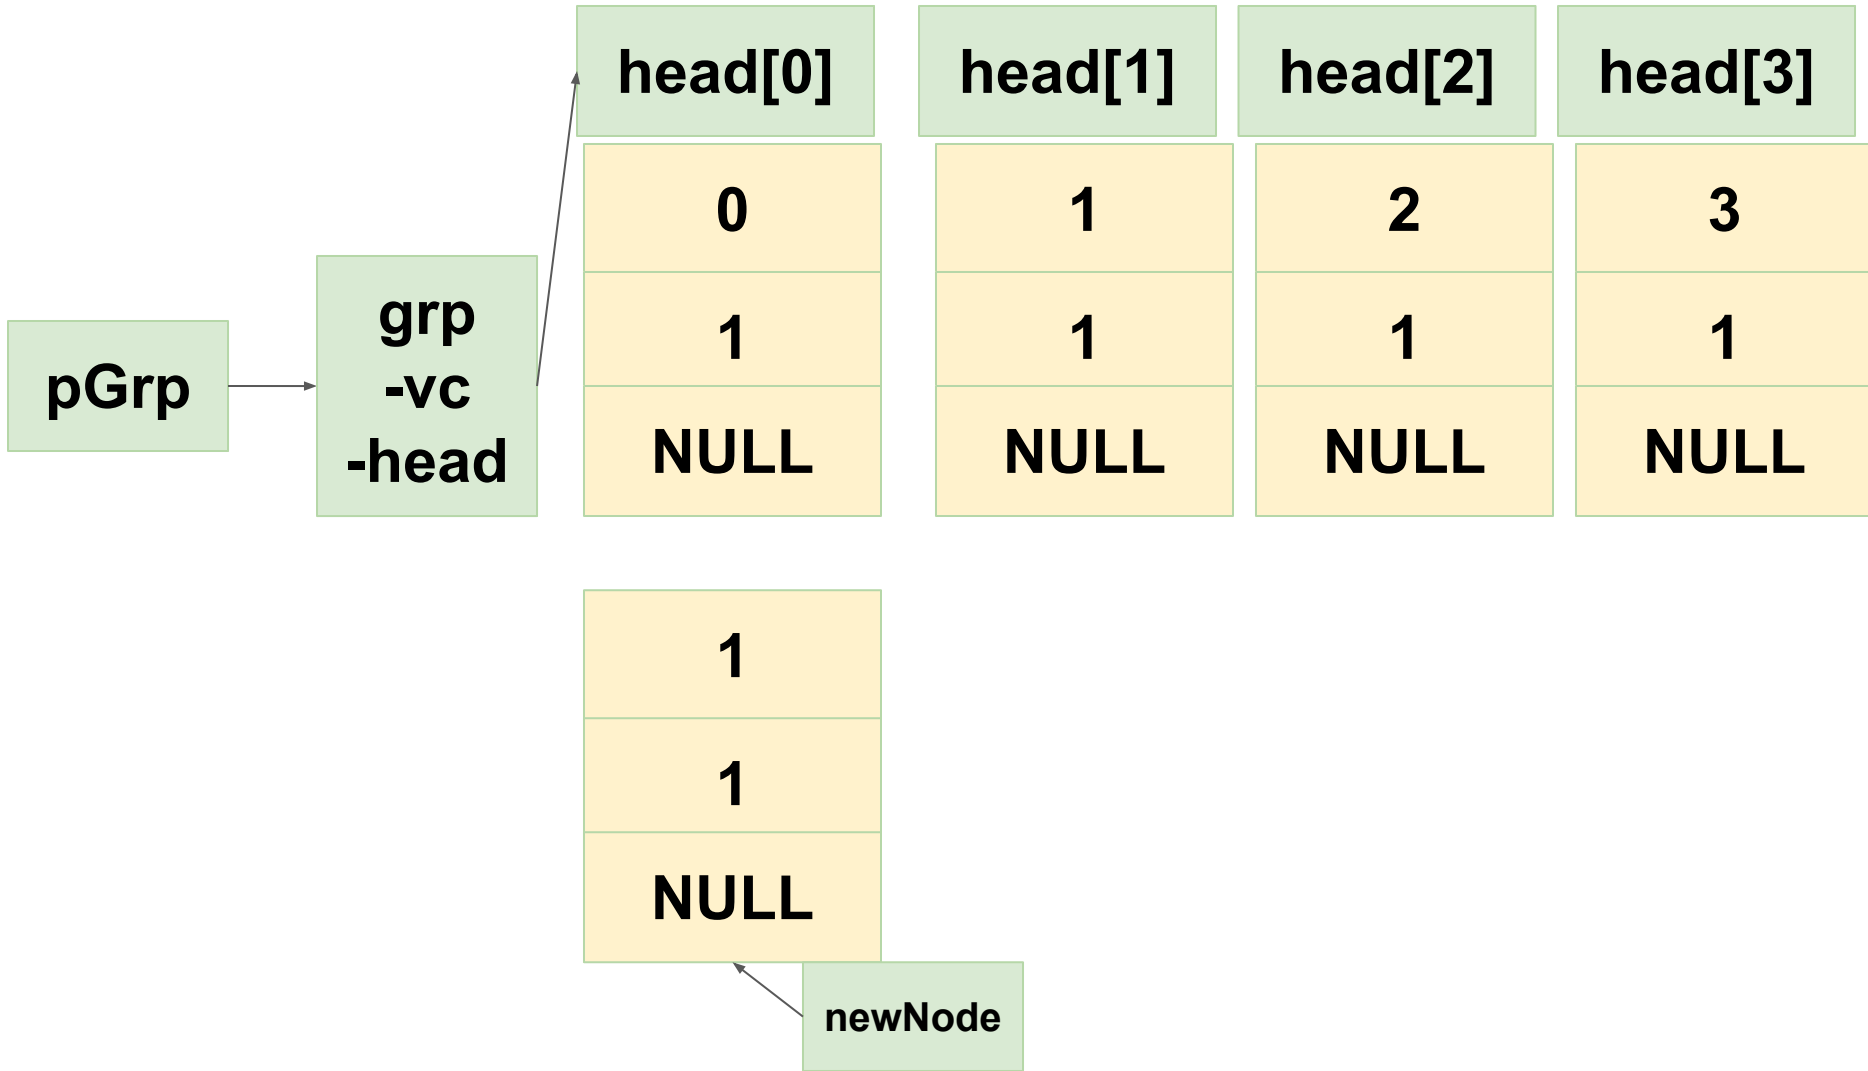 head[0] head[1] head[2] head[3]
0 1 2 3
1 1 1 1
NULL NULL NULL NULL
pGrp
grp
-vc
-head
1
1
NULL
newNode